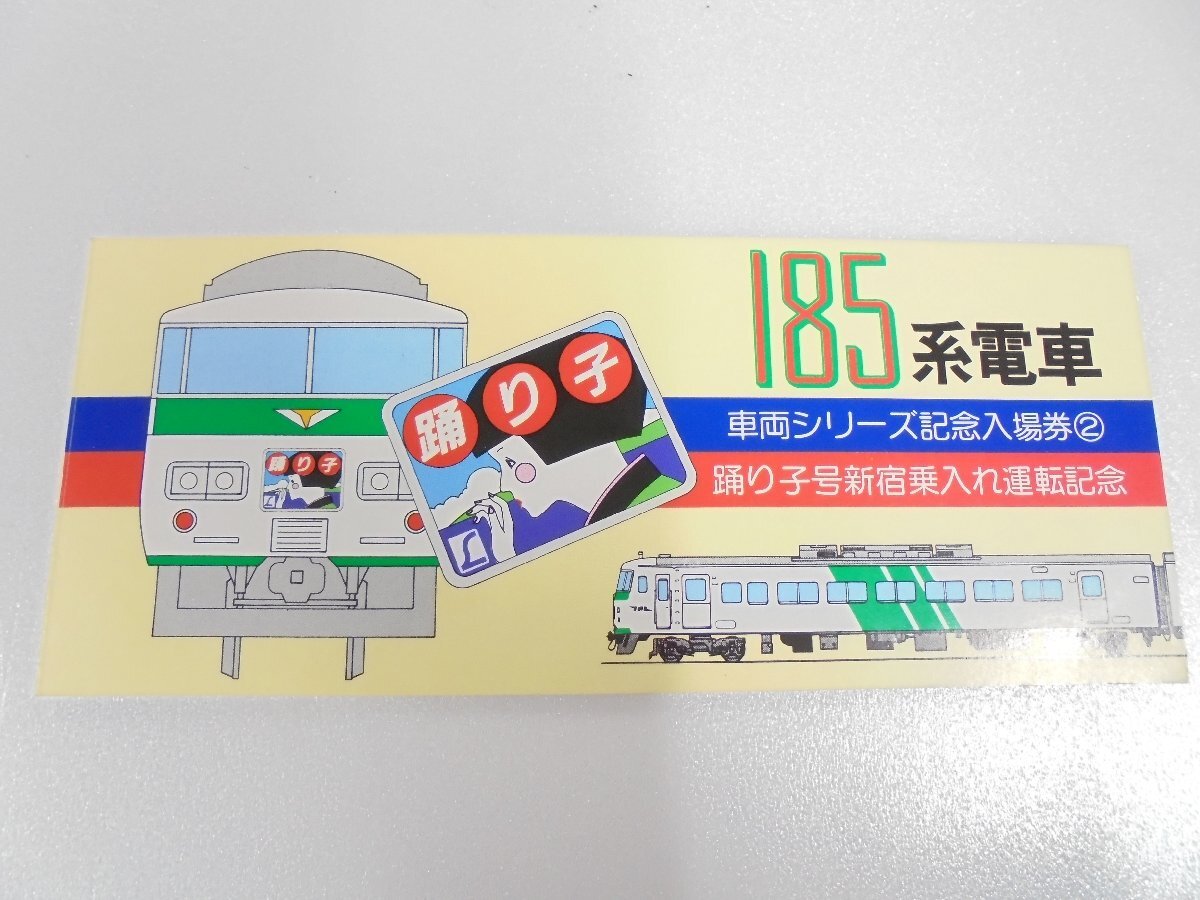 185系電車
車両シリーズ記念入場券②
踊り子号新宿乗入れ運転記念
踊り子
踊り子